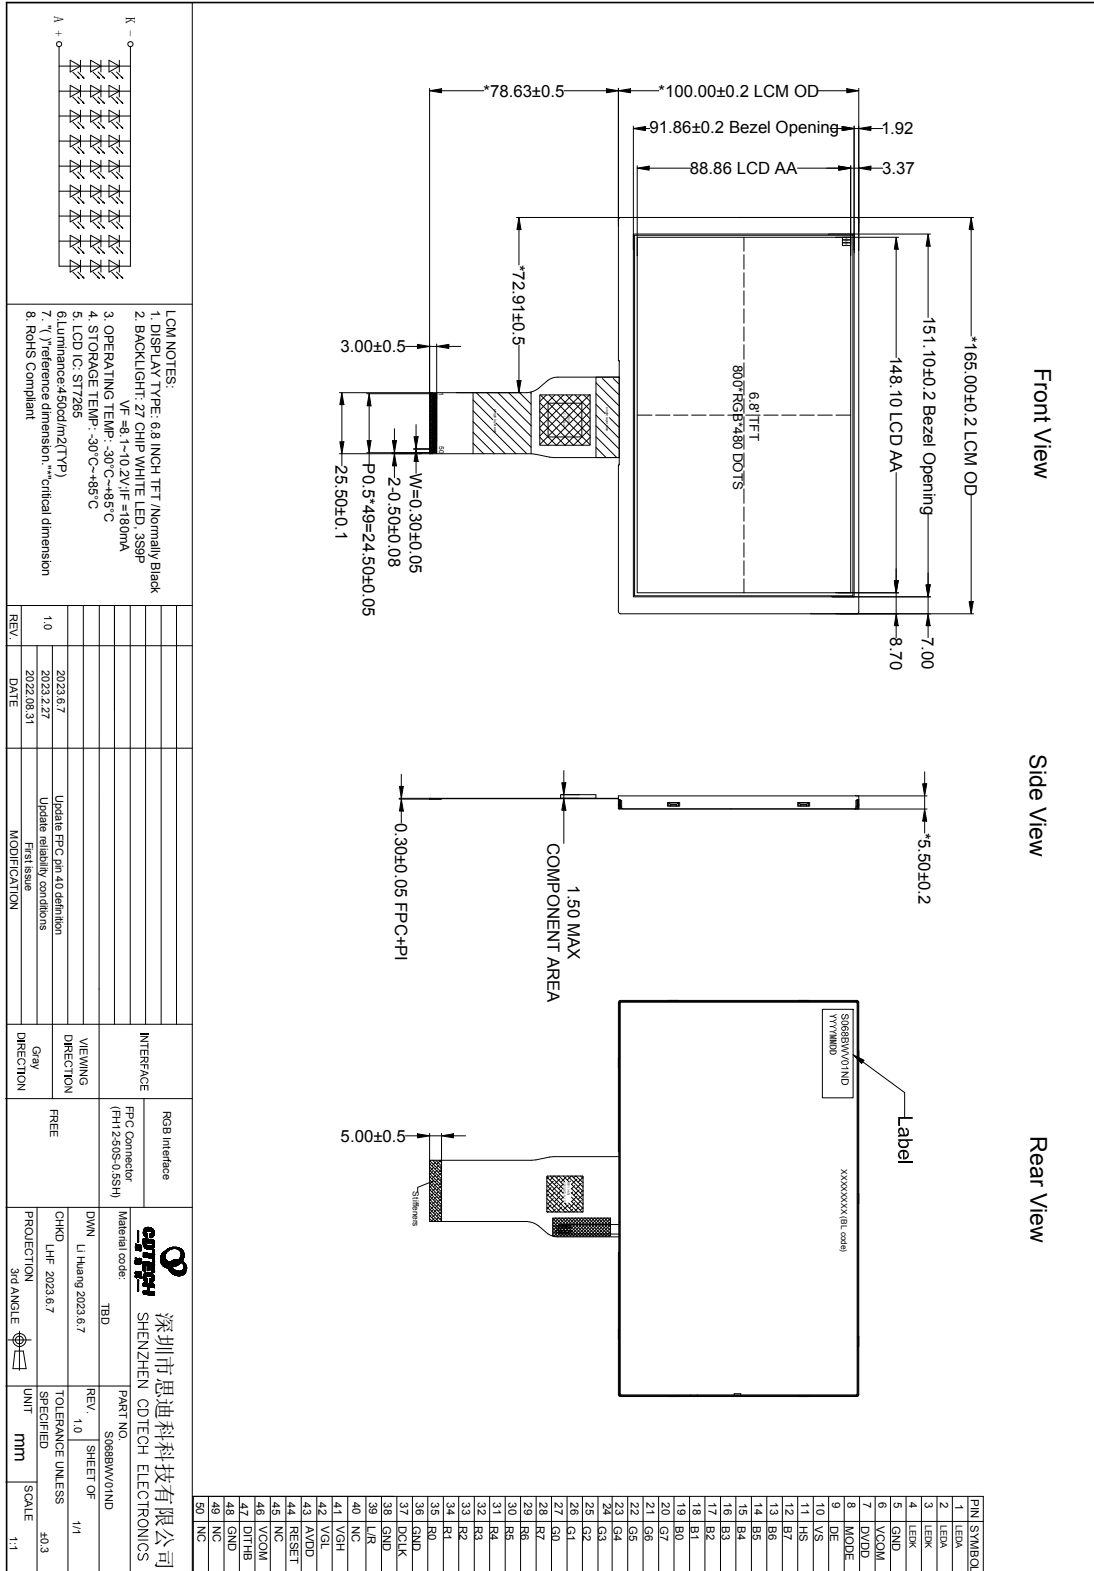 Front View
Side View
Rear View
*165.00±0.2 LCM OD
151.10±0.2 Bezel Opening
7.00
148.10 LCD AA
8.70
*100.00±0.2 LCM OD
*78.63±0.5
91.86±0.2 Bezel Opening
1.92
88.86 LCD AA
3.37
*72.91±0.5
6.8" TFT
800*RGB*480 DOTS
3.00±0.5
50
W=0.30±0.05
2-0.50±0.08
P0.5*49=24.50±0.05
25.50±0.1
*5.50±0.2
1.50 MAX
COMPONENT AREA
0.30±0.05 FPC+PI
S068BWV01ND
YYYYMMDD
Label
XXXXXXXX(BL code)
5.00±0.5
Stiffeners
PIN SYMBOL
1 LEDA
2 LEDA
3 LEDK
4 LEDK
5 GND
6 VCOM
7 DVDD
8 MODE
9 DE
10 VS
11 HS
12 B7
13 B6
14 B5
15 B4
16 B3
17 B2
18 B1
19 B0
20 G7
21 G6
22 G5
23 G4
24 G3
25 G2
26 G1
27 G0
28 R7
29 R6
30 R5
31 R4
32 R3
33 R2
34 R1
35 R0
36 GND
37 DCLK
38 GND
39 L/R
40 NC
41 VGH
42 VGL
43 AVDD
44 RESET
45 NC
46 VCOM
47 DITHB
48 GND
49 NC
50 NC
K -
A +
LCM NOTES:
1. DISPLAY TYPE: 6.8 INCH TFT /Normally Black
2. BACKLIGHT: 27 CHIP WHITE LED, 3S9P
VF =8.1~10.2V;IF =180mA
3. OPERATING TEMP: -30°C~+85°C
4. STORAGE TEMP: -30°C~+85°C
5. LCD IC: ST7265
6.Luminance:450cd/m2(TYP)
7. "( )"reference dimension."*"critical dimension
8. RoHS Compliant
2023.6.7 Update FPC pin 40 definition
1.0 2023.2.27 Update reliability conditions
2022.08.31 First issue
REV. DATE MODIFICATION
INTERFACE
RGB Interface
FPC Connector
(FH12-50S-0.5SH)
VIEWING
DIRECTION
Gray
DIRECTION
FREE
CDTECH
深圳市思迪科科技有限公司
SHENZHEN CDTECH ELECTRONICS
Material code:
TBD
PART NO.
S068BWV01ND
DWN Li Huang 2023.6.7
REV. 1.0
SHEET OF 1/1
CHKD LHF 2023.6.7
TOLERANCE UNLESS
SPECIFIED ±0.3
PROJECTION
3rd ANGLE
UNIT mm
SCALE 1:1